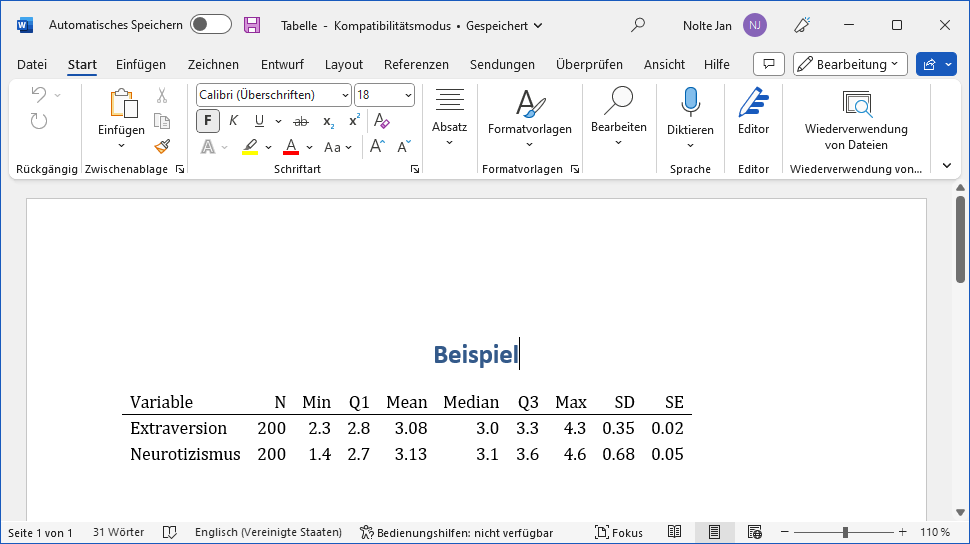 Automatisches Speichern Tabelle - Kompatibilitätsmodus • Gespeichert Nolte Jan NJ
Datei Start Einfügen Zeichnen Entwurf Layout Referenzen Sendungen Überprüfen Ansicht Hilfe Bearbeitung
Calibri (Überschriften) 18
Einfügen F K U ab x₂ x² A Absatz Formatvorlagen Bearbeiten Diktieren Editor Wiederverwendung von Dateien
A A Aa A A
Rückgängig Zwischenablage Schriftart Formatvorlagen Sprache Editor Wiederverwendung von...
Beispiel
Variable N Min Q1 Mean Median Q3 Max SD SE
Extraversion 200 2.3 2.8 3.08 3.0 3.3 4.3 0.35 0.02
Neurotizismus 200 1.4 2.7 3.13 3.1 3.6 4.6 0.68 0.05
Seite 1 von 1 31 Wörter Englisch (Vereinigte Staaten) Bedienungshilfen: nicht verfügbar Fokus 110 %